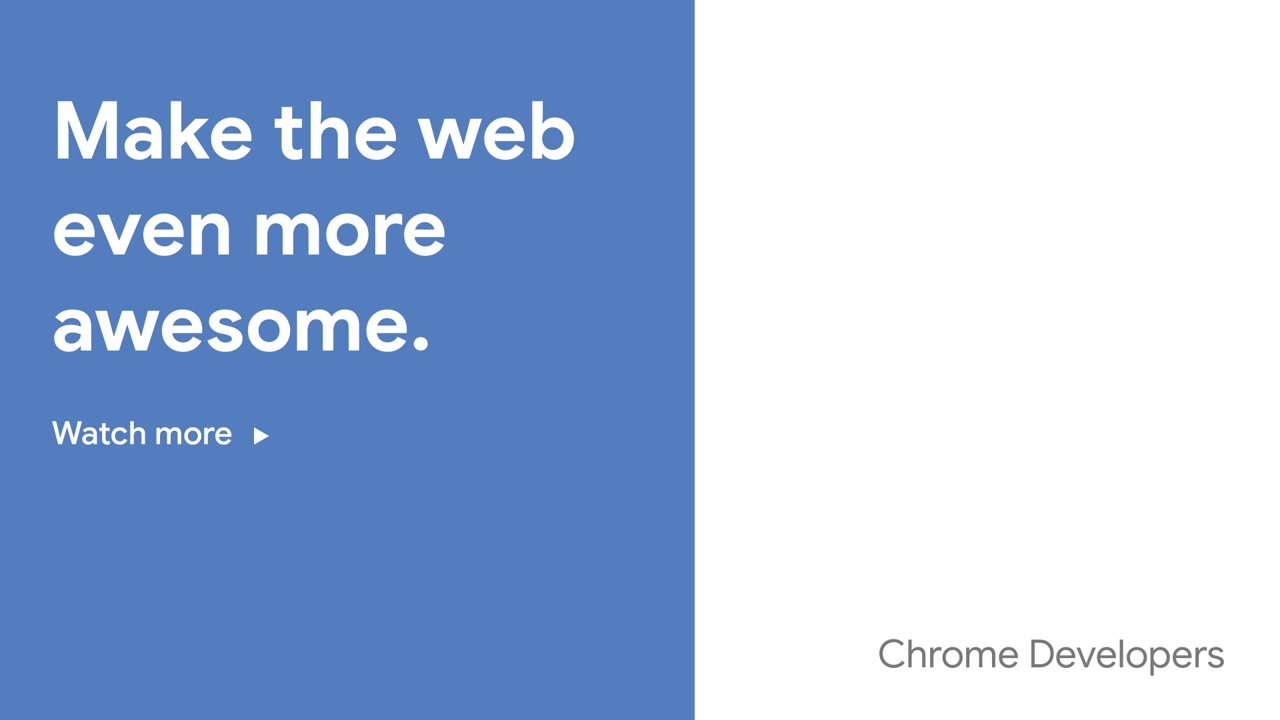 Make the web
even more
awesome.
Watch more
Chrome Developers